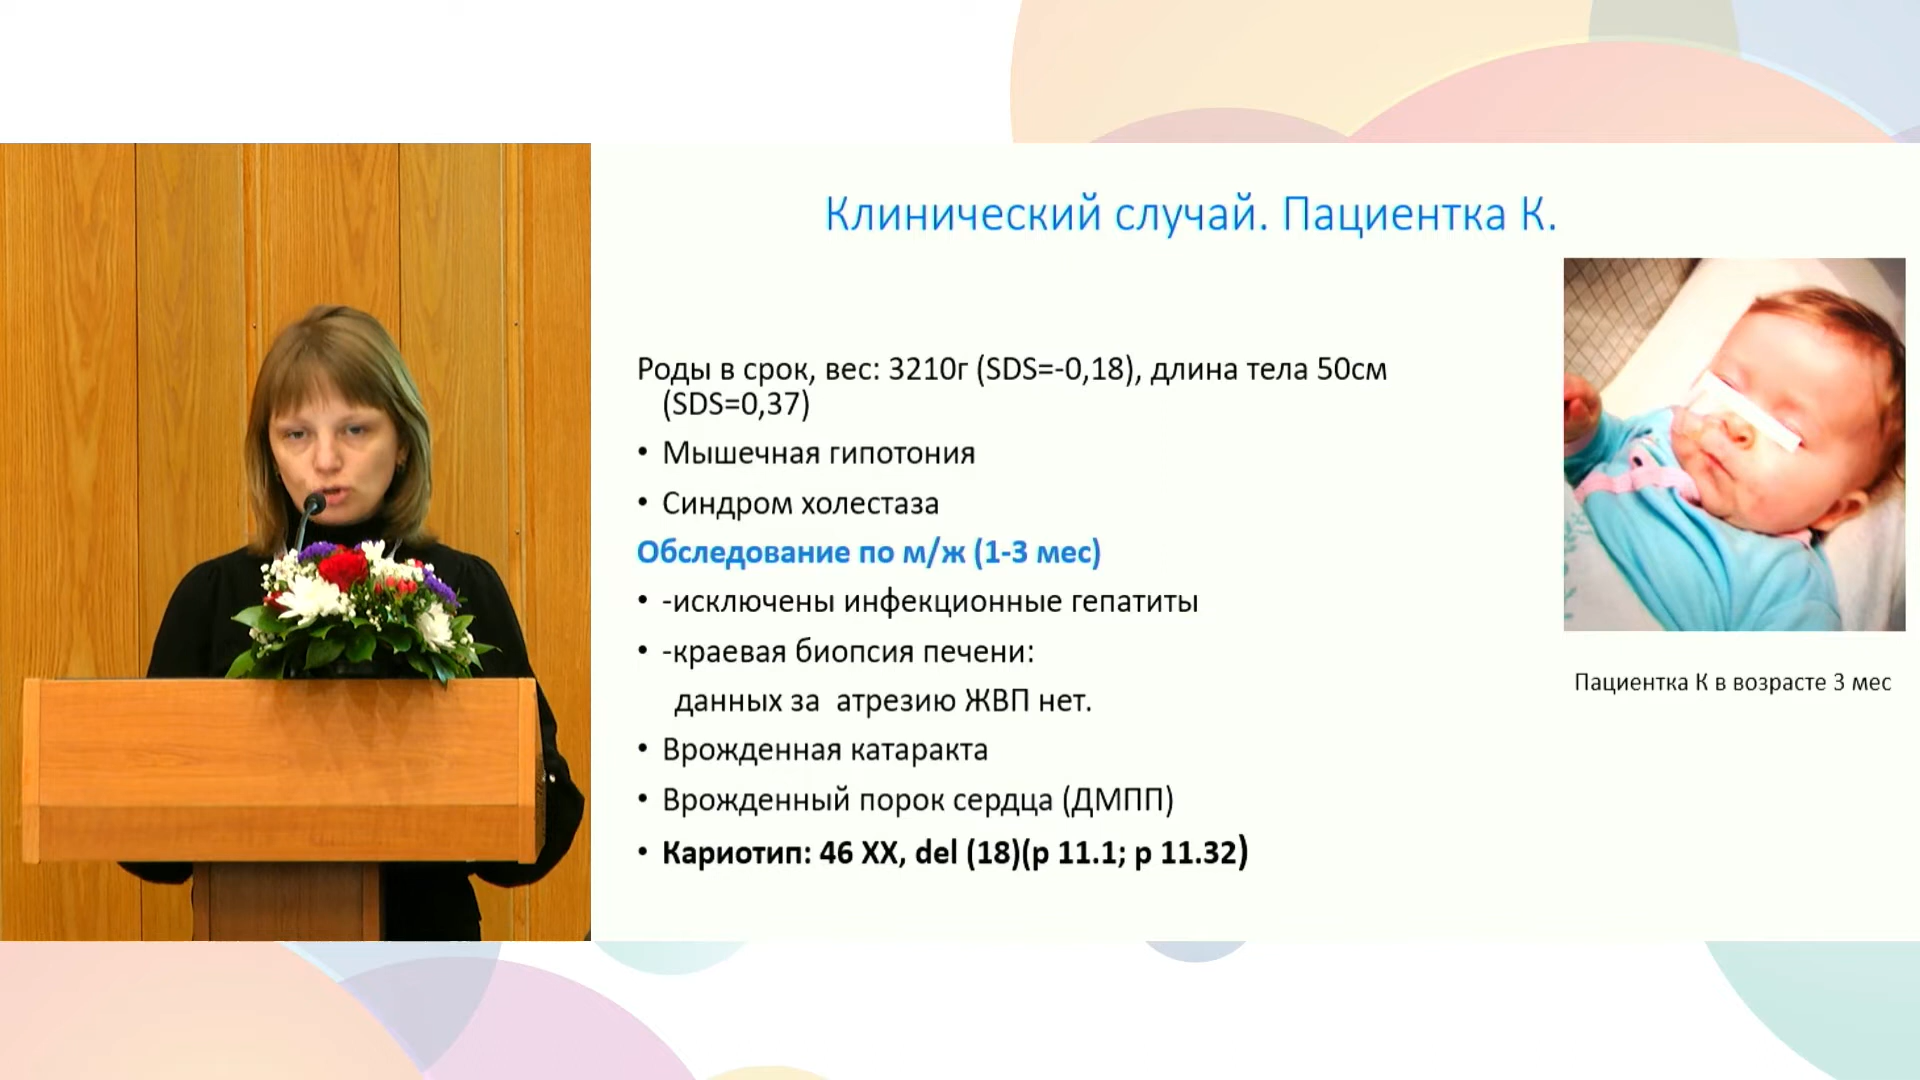 Клинический случай. Пациентка К.
Роды в срок, вес: 3210г (SDS=-0,18), длина тела 50см
(SDS=0,37)
• Мышечная гипотония
• Синдром холестаза
Обследование по м/ж (1-3 мес)
• -исключены инфекционные гепатиты
• -краевая биопсия печени:
данных за атрезию ЖВП нет.
• Врожденная катаракта
• Врожденный порок сердца (ДМПП)
• Кариотип: 46 XX, del (18)(p 11.1; p 11.32)
Пациентка К в возрасте 3 мес